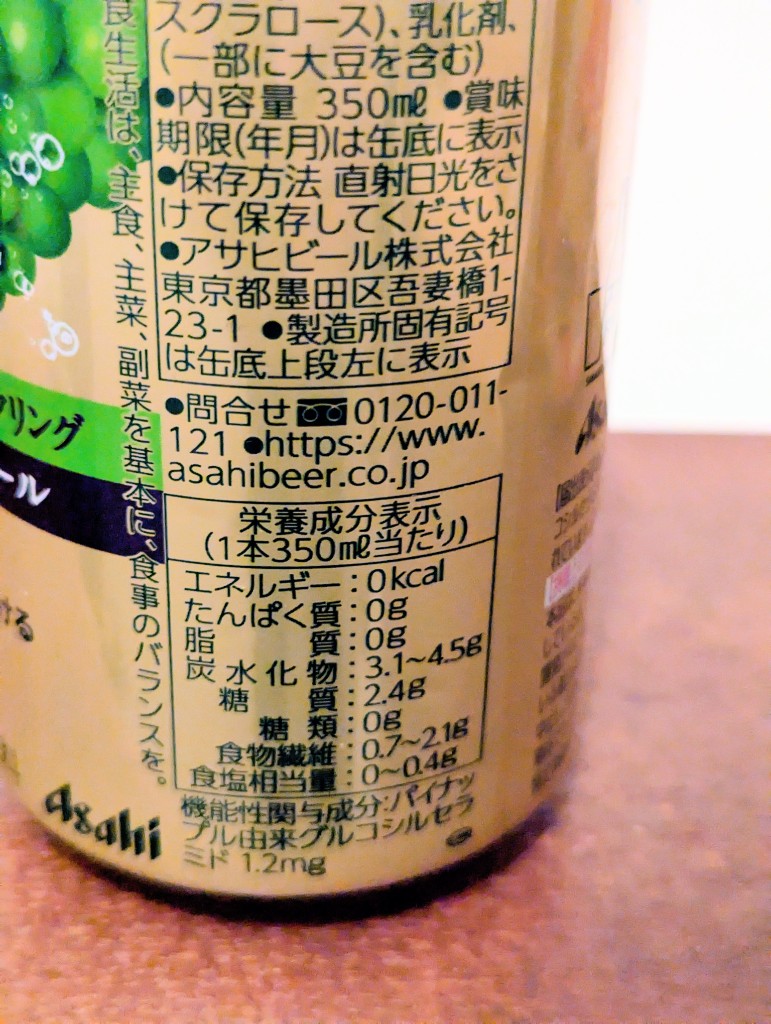 食生活は、主食、主菜、副菜を基本に、食事のバランスを。
スクラロース)、乳化剤、
(一部に大豆を含む)
●内容量 350ml ●賞味
期限(年月)は缶底に表示
●保存方法 直射日光をさ
けて保存してください。
●アサヒビール株式会社
東京都墨田区吾妻橋1-
23-1 ●製造所固有記号
は缶底上段左に表示
●問合せ 0120-011-
121 ●https://www.
asahibeer.co.jp
栄養成分表示
(1本350ml当たり)
エネルギー:0kcal
たんぱく質:0g
脂質:0g
炭水化物:3.1~4.5g
糖質:2.4g
糖類:0g
食物繊維:0.7~2.1g
食塩相当量:0~0.4g
機能性関与成分:パイナッ
プル由来グルコシルセラ
ミド 1.2mg
リング
ール
ける
Asahi